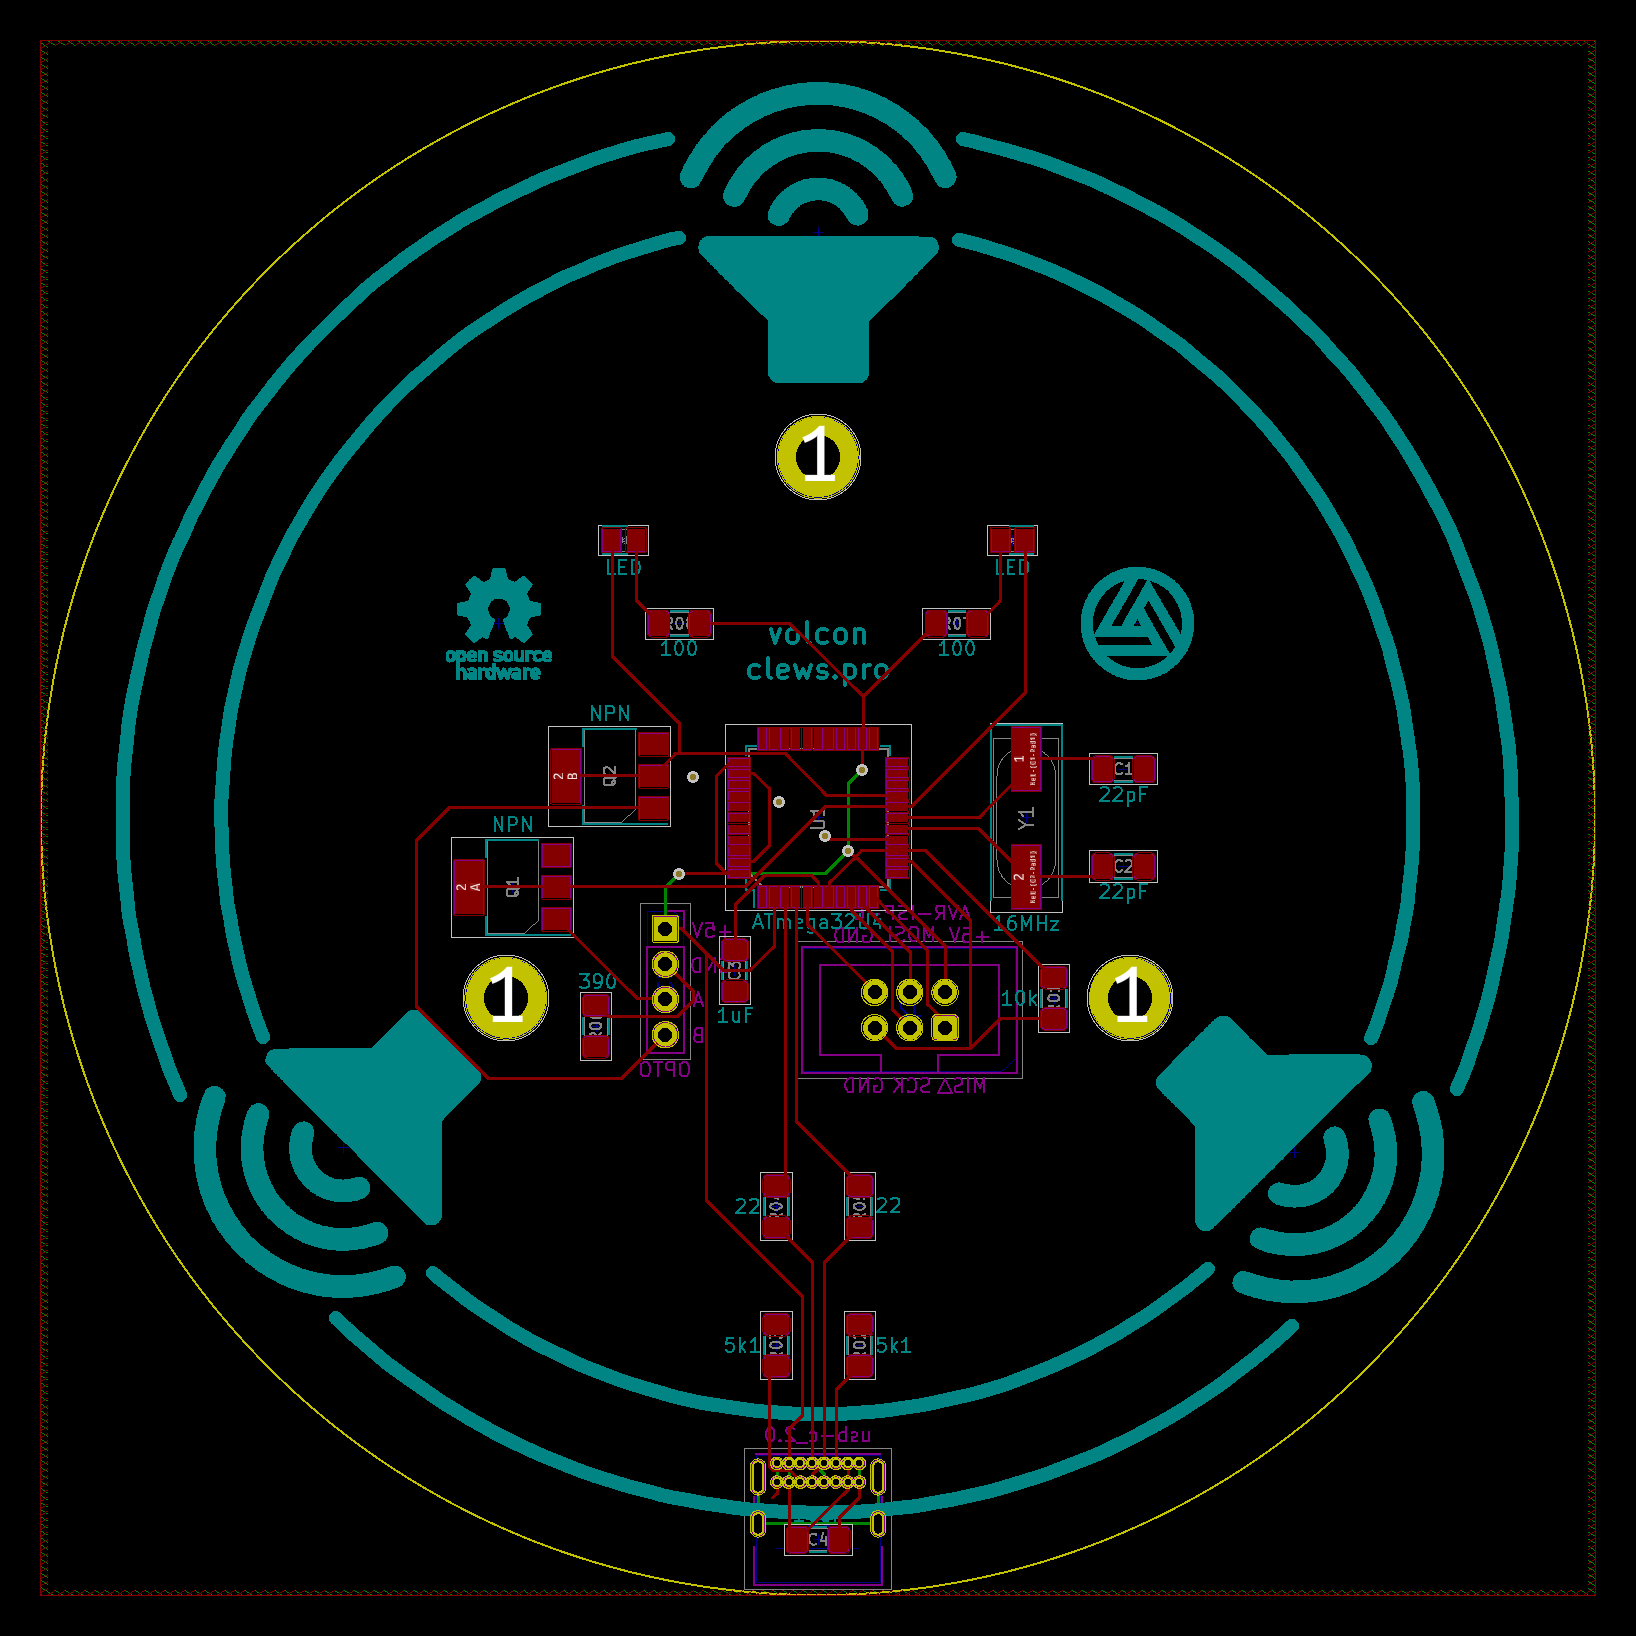 1
LED
LED
100
volcon
100
clews.pro
open source
hardware
NPN
2
B
Q2
U1
1
Y1
C1
22pF
NPN
2
A
Q1
2
C2
22pF
ATmega32U4
AVR-ISP
16MHz
+5V
+5V MOSI GND
GND
390
C3
1
A
10k
1
1uF
B
OPTO
MISO SCK GND
22
22
5k1
5k1
usb-c_2.0
C4